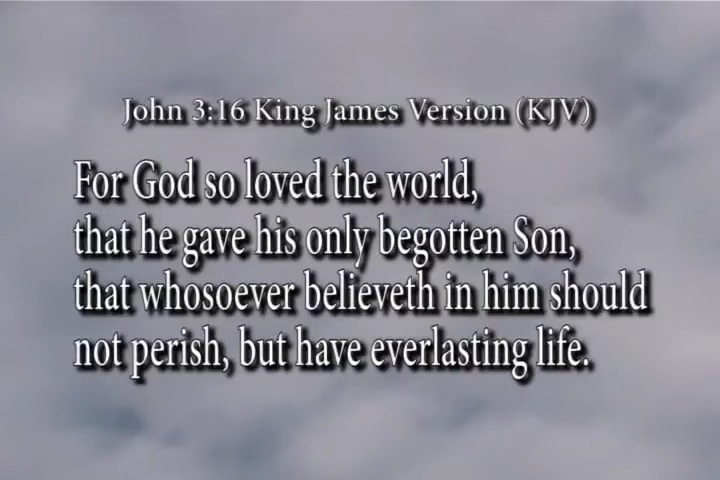 John 3:16 King James Version (KJV)
For God so loved the world,
that he gave his only begotten Son,
that whosoever believeth in him should
not perish, but have everlasting life.